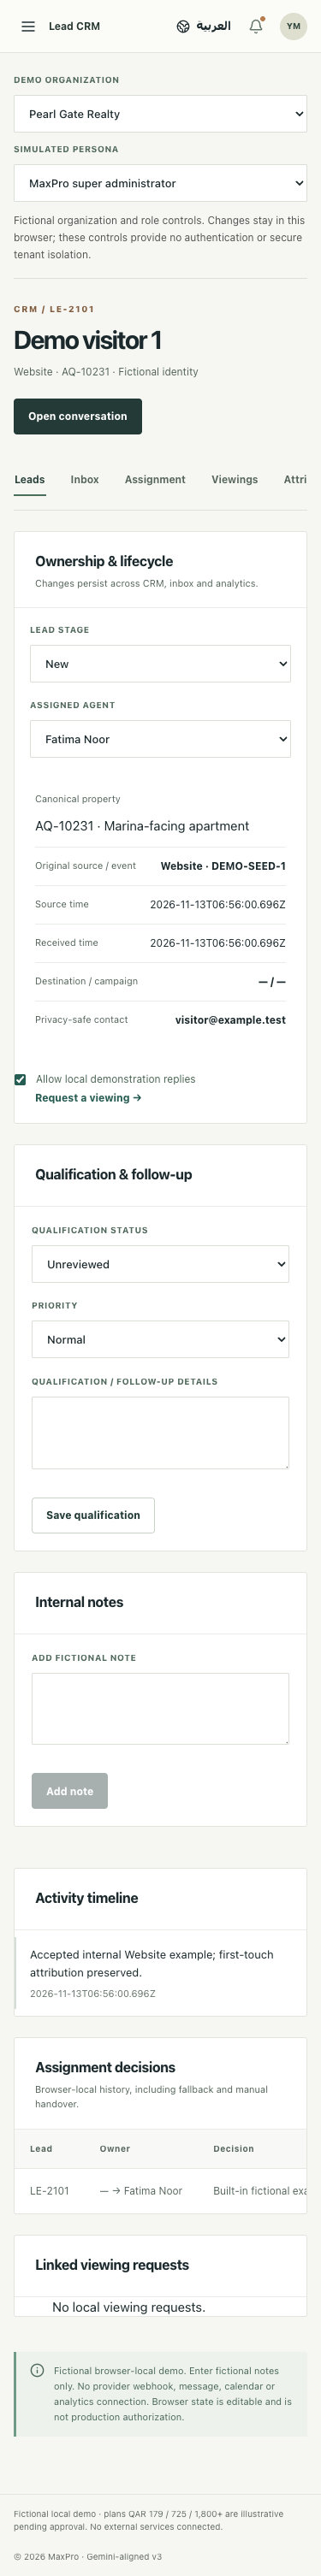 Lead CRM
العربية
YM
DEMO ORGANIZATION
Pearl Gate Realty
SIMULATED PERSONA
MaxPro super administrator
Fictional organization and role controls. Changes stay in this
browser; these controls provide no authentication or secure
tenant isolation.
CRM / LE-2101
Demo visitor 1
Website · AQ-10231 · Fictional identity
Open conversation
Leads Inbox Assignment Viewings Attri
Ownership & lifecycle
Changes persist across CRM, inbox and analytics.
LEAD STAGE
New
ASSIGNED AGENT
Fatima Noor
Canonical property
AQ-10231 · Marina-facing apartment
Original source / event Website · DEMO-SEED-1
Source time 2026-11-13T06:56:00.696Z
Received time 2026-11-13T06:56:00.696Z
Destination / campaign — / —
Privacy-safe contact visitor@example.test
Allow local demonstration replies
Request a viewing →
Qualification & follow-up
QUALIFICATION STATUS
Unreviewed
PRIORITY
Normal
QUALIFICATION / FOLLOW-UP DETAILS
Save qualification
Internal notes
ADD FICTIONAL NOTE
Add note
Activity timeline
Accepted internal Website example; first-touch
attribution preserved.
2026-11-13T06:56:00.696Z
Assignment decisions
Browser-local history, including fallback and manual
handover.
Lead Owner Decision
LE-2101 — → Fatima Noor Built-in fictional exa
Linked viewing requests
No local viewing requests.
Fictional browser-local demo. Enter fictional notes
only. No provider webhook, message, calendar or
analytics connection. Browser state is editable and is
not production authorization.
Fictional local demo · plans QAR 179 / 725 / 1,800+ are illustrative
pending approval. No external services connected.
© 2026 MaxPro · Gemini-aligned v3